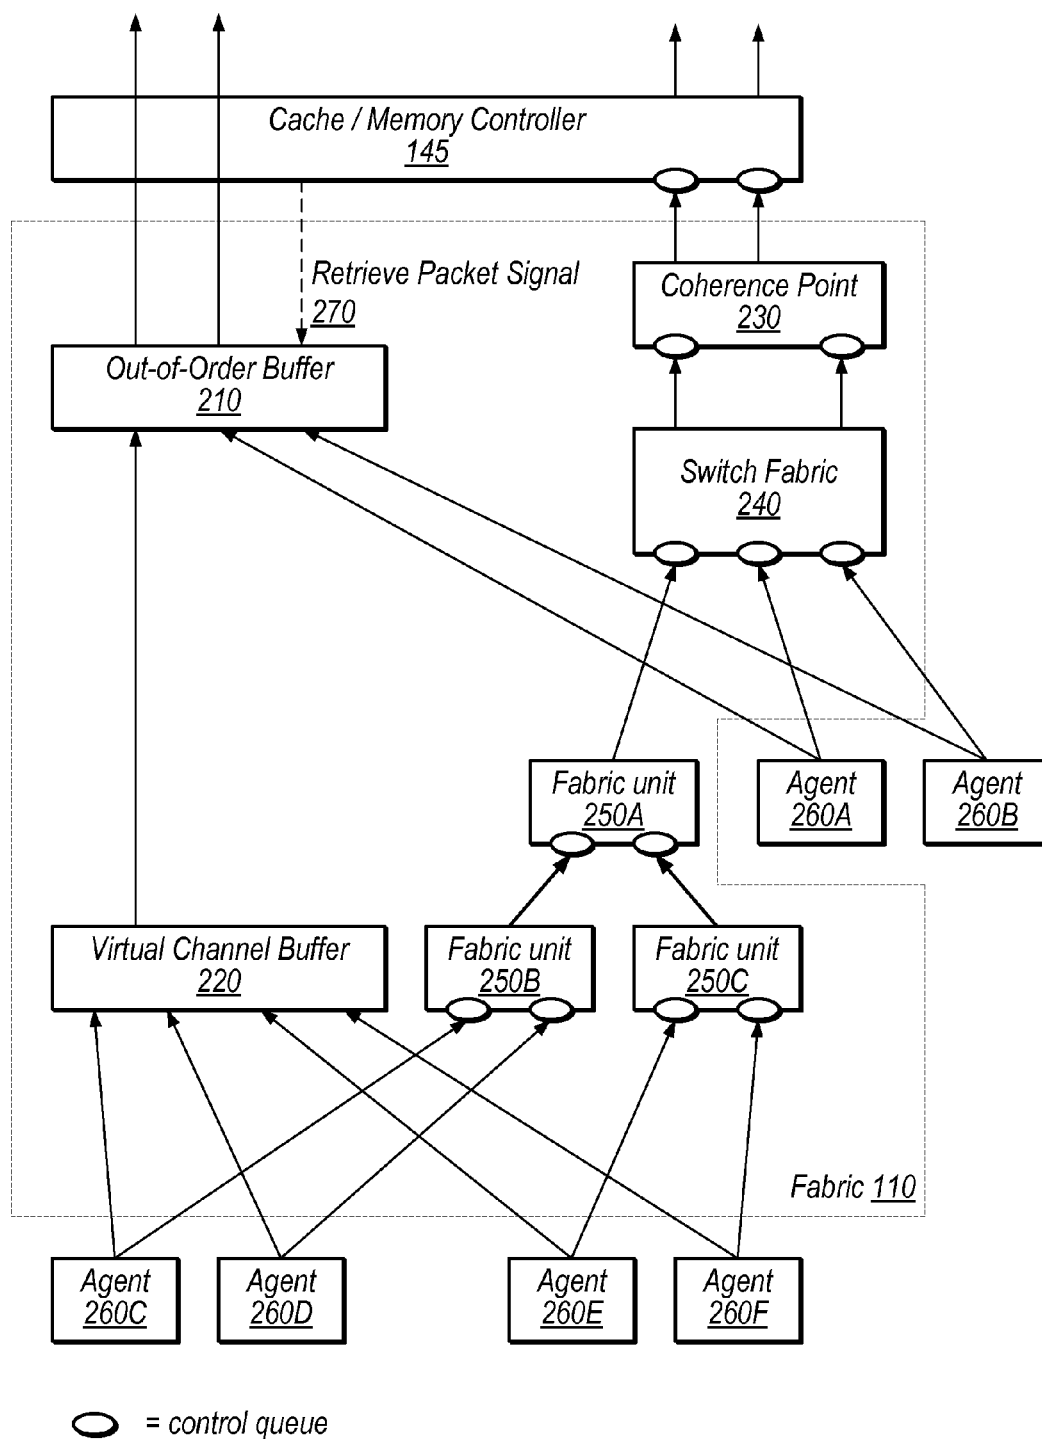 Cache / Memory Controller
145
Retrieve Packet Signal
270
Coherence Point
230
Out-of-Order Buffer
210
Switch Fabric
240
Fabric unit
250A
Agent
260A
Agent
260B
Virtual Channel Buffer
220
Fabric unit
250B
Fabric unit
250C
Fabric 110
Agent
260C
Agent
260D
Agent
260E
Agent
260F
= control queue